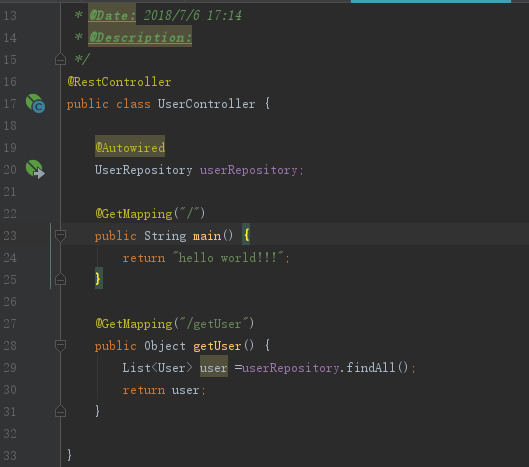 13 * @Date: 2018/7/6 17:14
14 * @Description:
15 */
16 @RestController
17 public class UserController {
18
19 @Autowired
20 UserRepository userRepository;
21
22 @GetMapping("/")
23 public String main() {
24 return "hello world!!!";
25 }
26
27 @GetMapping("/getUser")
28 public Object getUser() {
29 List<User> user =userRepository.findAll();
30 return user;
31 }
32
33 }